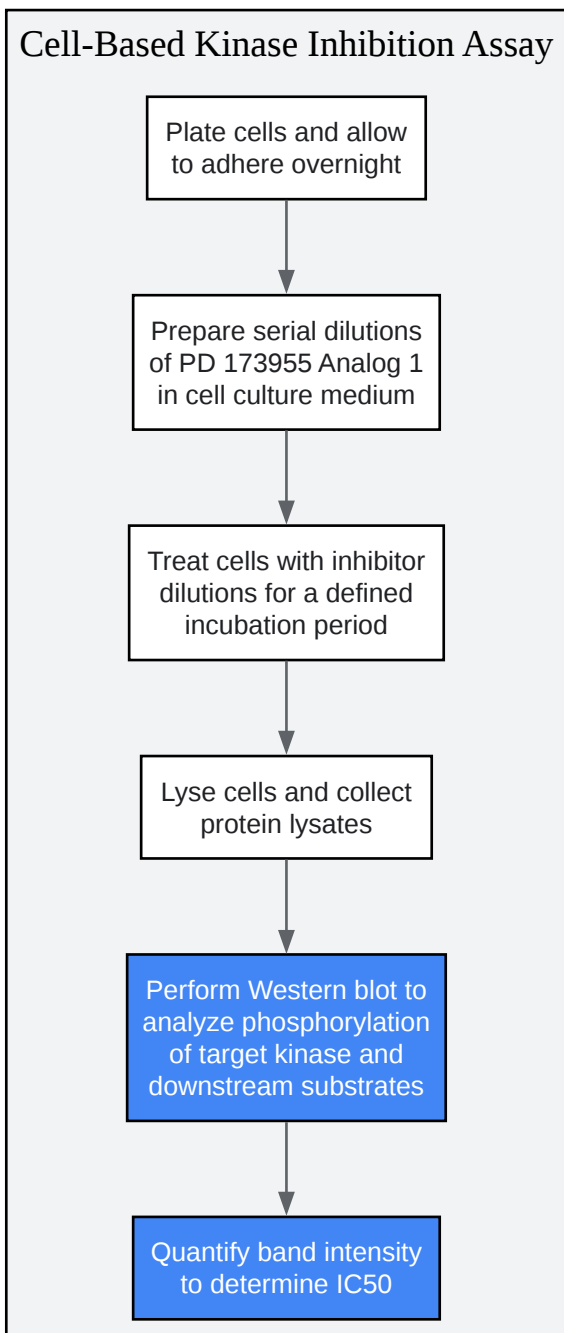 Cell-Based Kinase Inhibition Assay
Plate cells and allow
to adhere overnight
Prepare serial dilutions
of PD 173955 Analog 1
in cell culture medium
Treat cells with inhibitor
dilutions for a defined
incubation period
Lyse cells and collect
protein lysates
Perform Western blot to
analyze phosphorylation
of target kinase and
downstream substrates
Quantify band intensity
to determine IC50